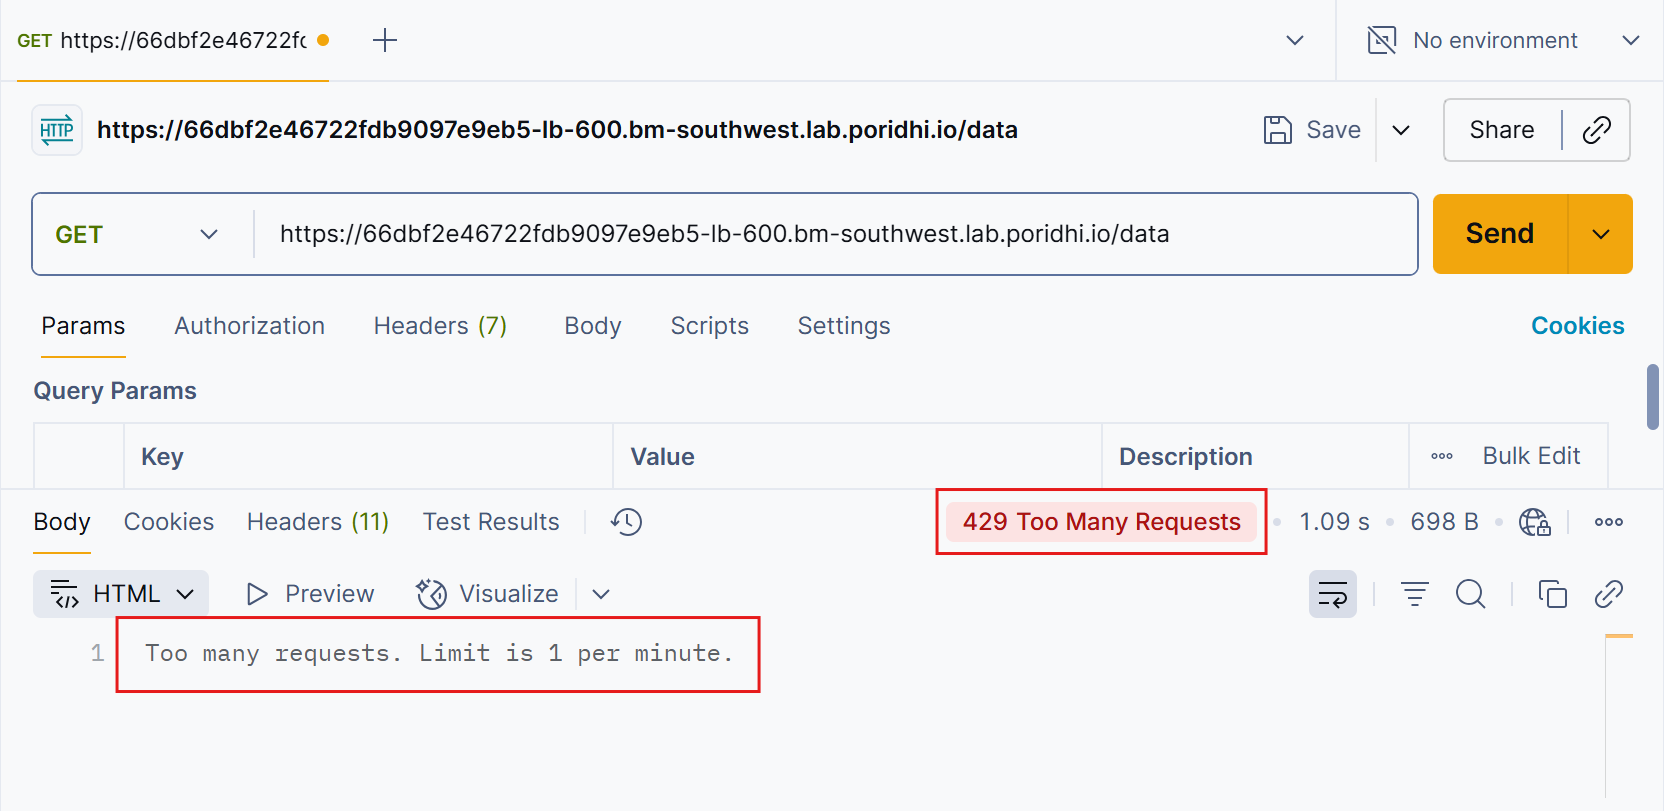 GET https://66dbf2e46722fc
No environment
HTTP https://66dbf2e46722fdb9097e9eb5-lb-600.bm-southwest.lab.poridhi.io/data
Save Share
GET https://66dbf2e46722fdb9097e9eb5-lb-600.bm-southwest.lab.poridhi.io/data Send
Params Authorization Headers (7) Body Scripts Settings Cookies
Query Params
Key Value Description Bulk Edit
Body Cookies Headers (11) Test Results 429 Too Many Requests 1.09 s 698 B
HTML Preview Visualize
1 Too many requests. Limit is 1 per minute.